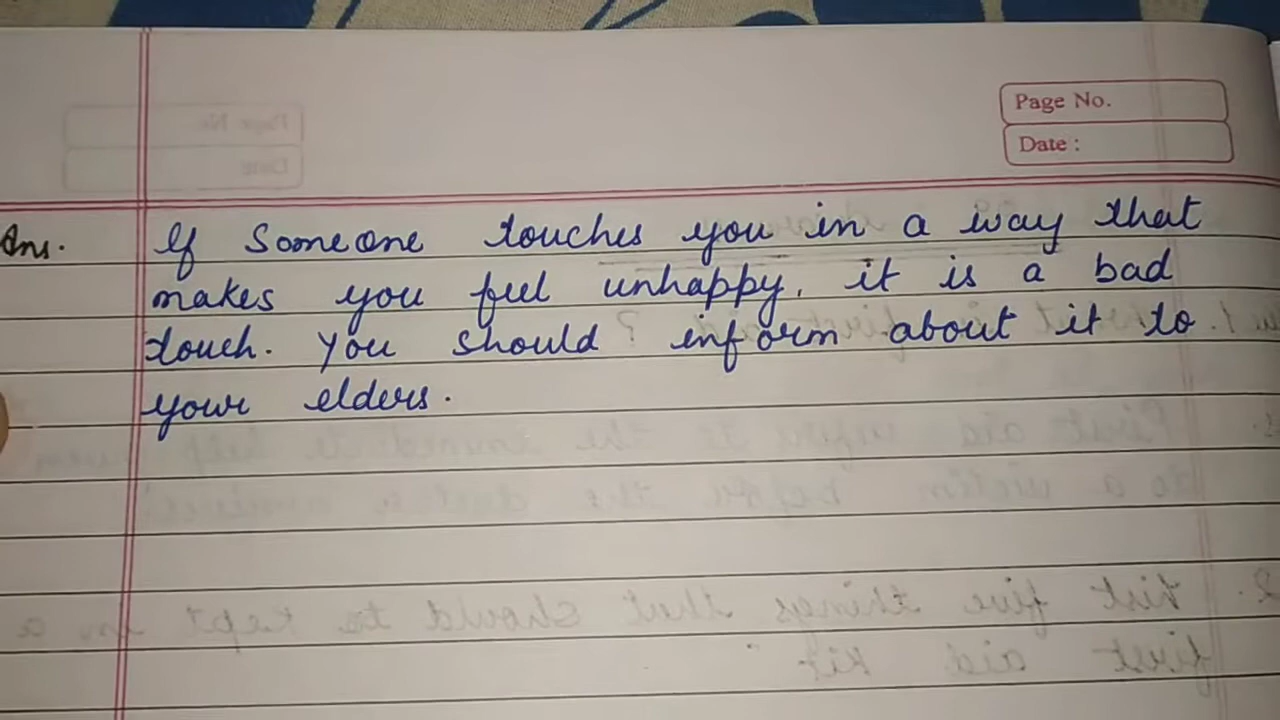 Page No.
Date :
Ans. If Someone touches you in a way that
makes you feel unhappy, it is a bad
touch. You should inform about it to
your elders.